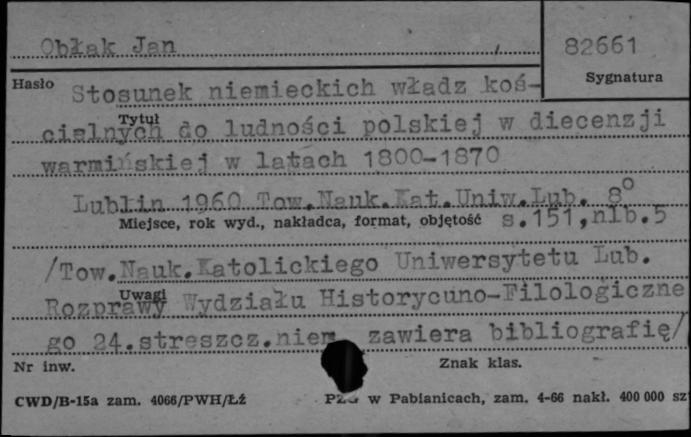 Obłak Jan
82661
Hasło
Sygnatura
Stosunek niemieckich władz koś-
Tytuł
cielnych do ludności polskiej w diecenzji
warmińskiej w latach 1800-1870
Lublin 1960 Tow.Nauk.Kat.Uniw.Lub. 8°
Miejsce, rok wyd., nakładca, format, objętość s.151,nlb.5
/Tow.Nauk.Katolickiego Uniwersytetu Lub.
Uwagi
Rozprawy Wydziału Historycuno-Filologiczne
go 24.streszcz.niem zawiera bibliografię/
Nr inw.
Znak klas.
CWD/B-15a zam. 4066/PWH/Łź
w Pabianicach, zam. 4-66 nakł. 400 000 sz